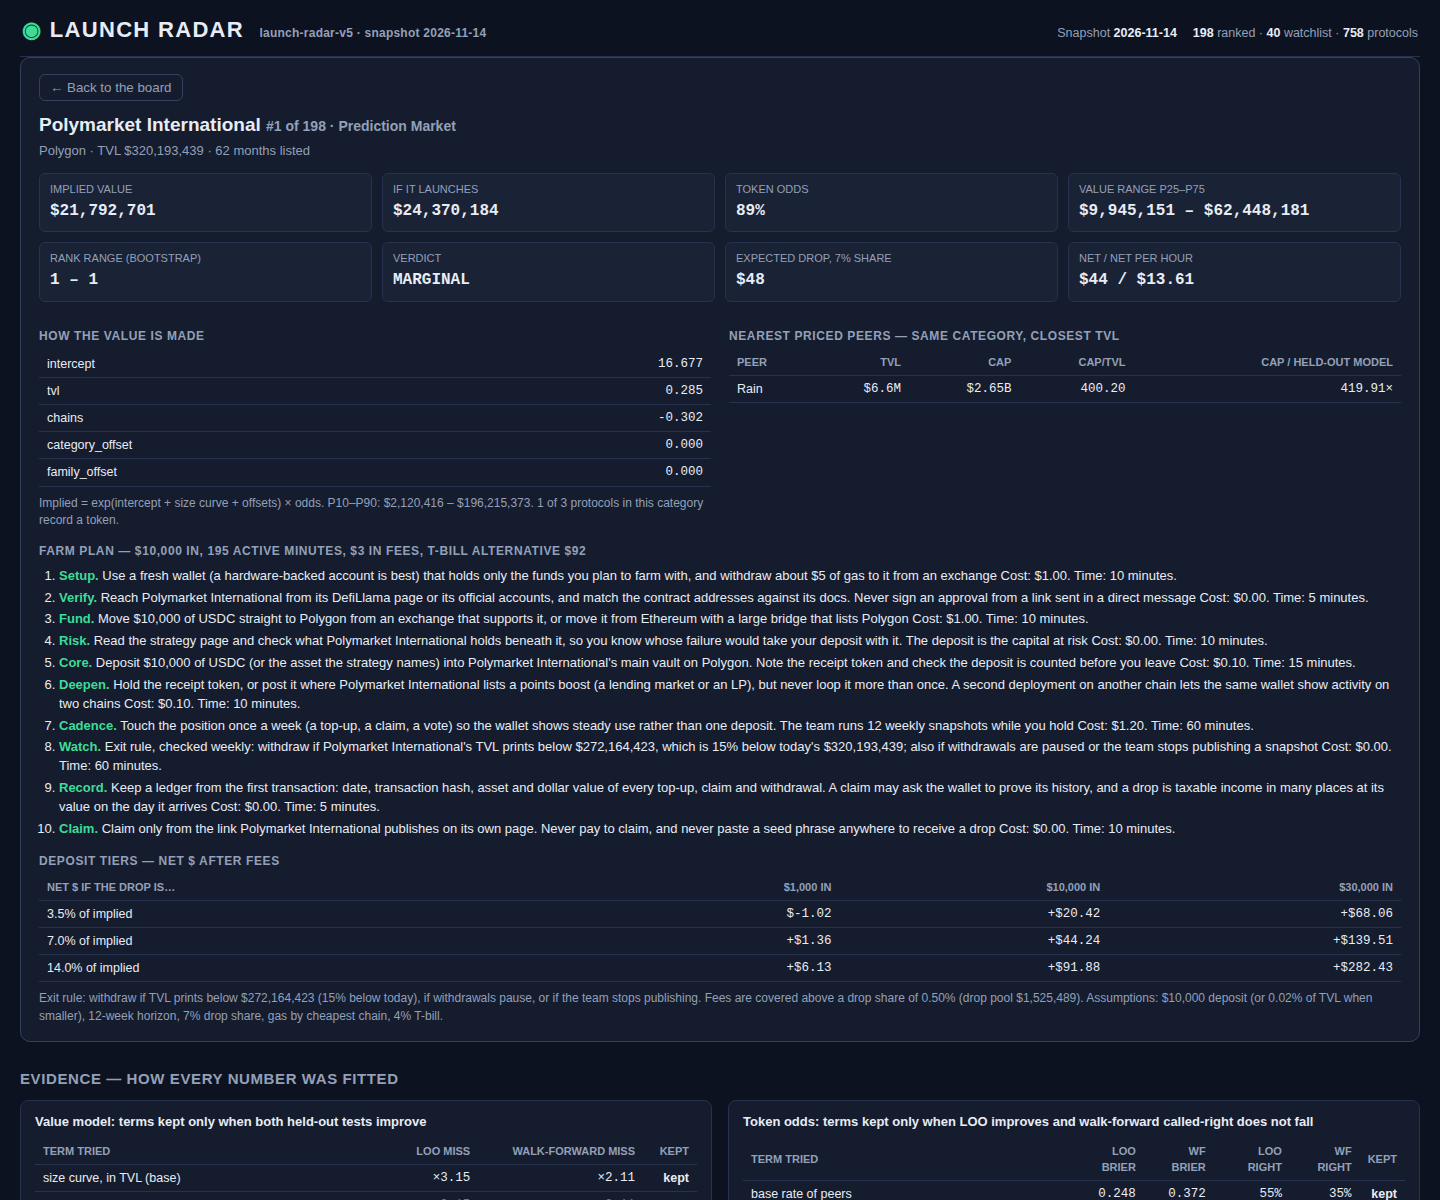 LAUNCH RADAR launch-radar-v5 · snapshot 2026-11-14 Snapshot 2026-11-14 198 ranked · 40 watchlist · 758 protocols
← Back to the board
Polymarket International #1 of 198 · Prediction Market
Polygon · TVL $320,193,439 · 62 months listed
IMPLIED VALUE IF IT LAUNCHES TOKEN ODDS VALUE RANGE P25–P75
$21,792,701 $24,370,184 89% $9,945,151 – $62,448,181
RANK RANGE (BOOTSTRAP) VERDICT EXPECTED DROP, 7% SHARE NET / NET PER HOUR
1 – 1 MARGINAL $48 $44 / $13.61
HOW THE VALUE IS MADE
intercept 16.677
tvl 0.285
chains -0.302
category_offset 0.000
family_offset 0.000
Implied = exp(intercept + size curve + offsets) × odds. P10–P90: $2,120,416 – $196,215,373. 1 of 3 protocols in this category
record a token.
NEAREST PRICED PEERS — SAME CATEGORY, CLOSEST TVL
PEER TVL CAP CAP/TVL CAP / HELD-OUT MODEL
Rain $6.6M $2.65B 400.20 419.91×
FARM PLAN — $10,000 IN, 195 ACTIVE MINUTES, $3 IN FEES, T-BILL ALTERNATIVE $92
1. Setup. Use a fresh wallet (a hardware-backed account is best) that holds only the funds you plan to farm with, and withdraw about $5 of gas to it from an exchange Cost: $1.00. Time: 10 minutes.
2. Verify. Reach Polymarket International from its DefiLlama page or its official accounts, and match the contract addresses against its docs. Never sign an approval from a link sent in a direct message Cost: $0.00. Time: 5 minutes.
3. Fund. Move $10,000 of USDC straight to Polygon from an exchange that supports it, or move it from Ethereum with a large bridge that lists Polygon Cost: $1.00. Time: 10 minutes.
4. Risk. Read the strategy page and check what Polymarket International holds beneath it, so you know whose failure would take your deposit with it. The deposit is the capital at risk Cost: $0.00. Time: 10 minutes.
5. Core. Deposit $10,000 of USDC (or the asset the strategy names) into Polymarket International's main vault on Polygon. Note the receipt token and check the deposit is counted before you leave Cost: $0.10. Time: 15 minutes.
6. Deepen. Hold the receipt token, or post it where Polymarket International lists a points boost (a lending market or an LP), but never loop it more than once. A second deployment on another chain lets the same wallet show activity on
two chains Cost: $0.10. Time: 10 minutes.
7. Cadence. Touch the position once a week (a top-up, a claim, a vote) so the wallet shows steady use rather than one deposit. The team runs 12 weekly snapshots while you hold Cost: $1.20. Time: 60 minutes.
8. Watch. Exit rule, checked weekly: withdraw if Polymarket International's TVL prints below $272,164,423, which is 15% below today's $320,193,439; also if withdrawals are paused or the team stops publishing a snapshot Cost: $0.00.
Time: 60 minutes.
9. Record. Keep a ledger from the first transaction: date, transaction hash, asset and dollar value of every top-up, claim and withdrawal. A claim may ask the wallet to prove its history, and a drop is a taxable income in many places at its
value on the day it arrives Cost: $0.00. Time: 5 minutes.
10. Claim. Claim only from the link Polymarket International publishes on its own page. Never pay to claim, and never paste a seed phrase anywhere to receive a drop Cost: $0.00. Time: 10 minutes.
DEPOSIT TIERS — NET $ AFTER FEES
NET $ IF THE DROP IS… $1,000 IN $10,000 IN $30,000 IN
3.5% of implied $-1.02 +$20.42 +$68.06
7.0% of implied +$1.36 +$44.24 +$139.51
14.0% of implied +$6.13 +$91.88 +$282.43
Exit rule: withdraw if TVL prints below $272,164,423 (15% below today), if withdrawals pause, or if the team stops publishing. Fees are covered above a drop share of 0.50% (drop pool $1,525,489). Assumptions: $10,000 deposit (or 0.02% of TVL when
smaller), 12-week horizon, 7% drop share, gas by cheapest chain, 4% T-bill.
EVIDENCE — HOW EVERY NUMBER WAS FITTED
Value model: terms kept only when both held-out tests improve
TERM TRIED LOO MISS WALK-FORWARD MISS KEPT
size curve, in TVL (base) ×3.15 ×2.11 kept
Token odds: terms kept only when LOO improves and walk-forward called-right does not fall
TERM TRIED LOO BRIER WF BRIER LOO RIGHT WF RIGHT KEPT
base rate of peers 0.248 0.372 55% 35% kept